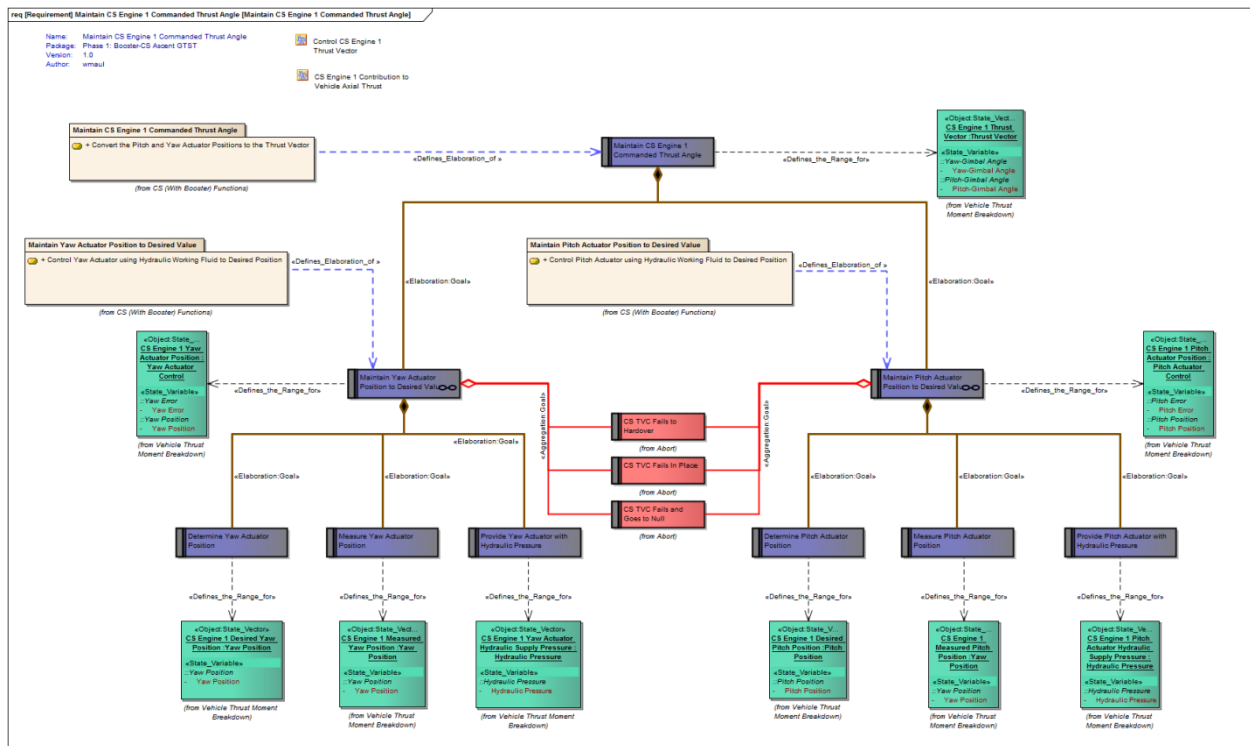 req [Requirement] Maintain CS Engine 1 Commanded Thrust Angle [Maintain CS Engine 1 Commanded Thrust Angle]
Name: Maintain CS Engine 1 Commanded Thrust Angle
Package: Phase 1: Booster-CS Ascent GTST
Version: 1.0
Author: wmaul
Control CS Engine 1
Thrust Vector
CS Engine 1 Contribution to
Vehicle Axial Thrust
Maintain CS Engine 1 Commanded Thrust Angle
+ Convert the Pitch and Yaw Actuator Positions to the Thrust Vector
(from CS (With Booster) Functions)
«Defines_Elaboration_of »
Maintain CS Engine 1
Commanded Thrust Angle
«Defines_the_Range_for»
«Object:State_Vect...
CS Engine 1 Thrust
Vector :Thrust Vector
«State_Variable»
::Yaw-Gimbal Angle
- Yaw-Gimbal Angle
::Pitch-Gimbal Angle
- Pitch-Gimbal Angle
(from Vehicle Thrust
Moment Breakdown)
Maintain Yaw Actuator Position to Desired Value
+ Control Yaw Actuator using Hydraulic Working Fluid to Desired Position
(from CS (With Booster) Functions)
«Defines_Elaboration_of »
«Elaboration:Goal»
Maintain Pitch Actuator Position to Desired Value
+ Control Pitch Actuator using Hydraulic Working Fluid to Desired Position
(from CS (With Booster) Functions)
«Defines_Elaboration_of »
«Elaboration:Goal»
«Object:State_...
CS Engine 1 Yaw
Actuator Position :
Yaw Actuator
Control
«State_Variable»
::Yaw Error
- Yaw Error
::Yaw Position
- Yaw Position
(from Vehicle Thrust
Moment Breakdown)
«Defines_the_Range_for»
Maintain Yaw Actuator
Position to Desired Value
«Aggregation:Goal»
CS TVC Fails to
Hardover
(from Abort)
CS TVC Fails In Place
(from Abort)
CS TVC Fails and
Goes to Null
(from Abort)
«Aggregation:Goal»
Maintain Pitch Actuator
Position to Desired Value
«Defines_the_Range_for»
«Object:State_...
CS Engine 1 Pitch
Actuator Position :
Pitch Actuator
Control
«State_Variable»
::Pitch Error
- Pitch Error
::Pitch Position
- Pitch Position
(from Vehicle Thrust
Moment Breakdown)
«Elaboration:Goal»
«Elaboration:Goal»
«Elaboration:Goal»
«Elaboration:Goal»
«Elaboration:Goal»
«Elaboration:Goal»
Determine Yaw Actuator
Position
Measure Yaw Actuator
Position
Provide Yaw Actuator with
Hydraulic Pressure
Determine Pitch Actuator
Position
Measure Pitch Actuator
Position
Provide Pitch Actuator with
Hydraulic Pressure
«Defines_the_Range_for»
«Defines_the_Range_for»
«Defines_the_Range_for»
«Defines_the_Range_for»
«Defines_the_Range_for»
«Defines_the_Range_for»
«Object:State_Vector»
CS Engine 1 Desired Yaw
Position :Yaw Position
«State_Variable»
::Yaw Position
- Yaw Position
(from Vehicle Thrust Moment
Breakdown)
«Object:State_Vect...
CS Engine 1 Measured
Yaw Position :Yaw
Position
«State_Variable»
::Yaw Position
- Yaw Position
(from Vehicle Thrust
Moment Breakdown)
«Object:State_Vector»
CS Engine 1 Yaw Actuator
Hydraulic Supply Pressure :
Hydraulic Pressure
«State_Variable»
::Hydraulic Pressure
- Hydraulic Pressure
(from Vehicle Thrust Moment
Breakdown)
«Object:State_V...
CS Engine 1 Desired
Pitch Position :Pitch
Position
«State_Variable»
::Pitch Position
- Pitch Position
(from Vehicle Thrust
Moment Breakdown)
«Object:State_...
CS Engine 1
Measured Pitch
Position :Yaw
Position
«State_Variable»
::Yaw Position
- Yaw Position
(from Vehicle Thrust
Moment Breakdown)
«Object:State_Ve...
CS Engine 1 Pitch
Actuator Hydraulic
Supply Pressure :
Hydraulic Pressure
«State_Variable»
::Hydraulic Pressure
- Hydraulic Pressure
(from Vehicle Thrust
Moment Breakdown)